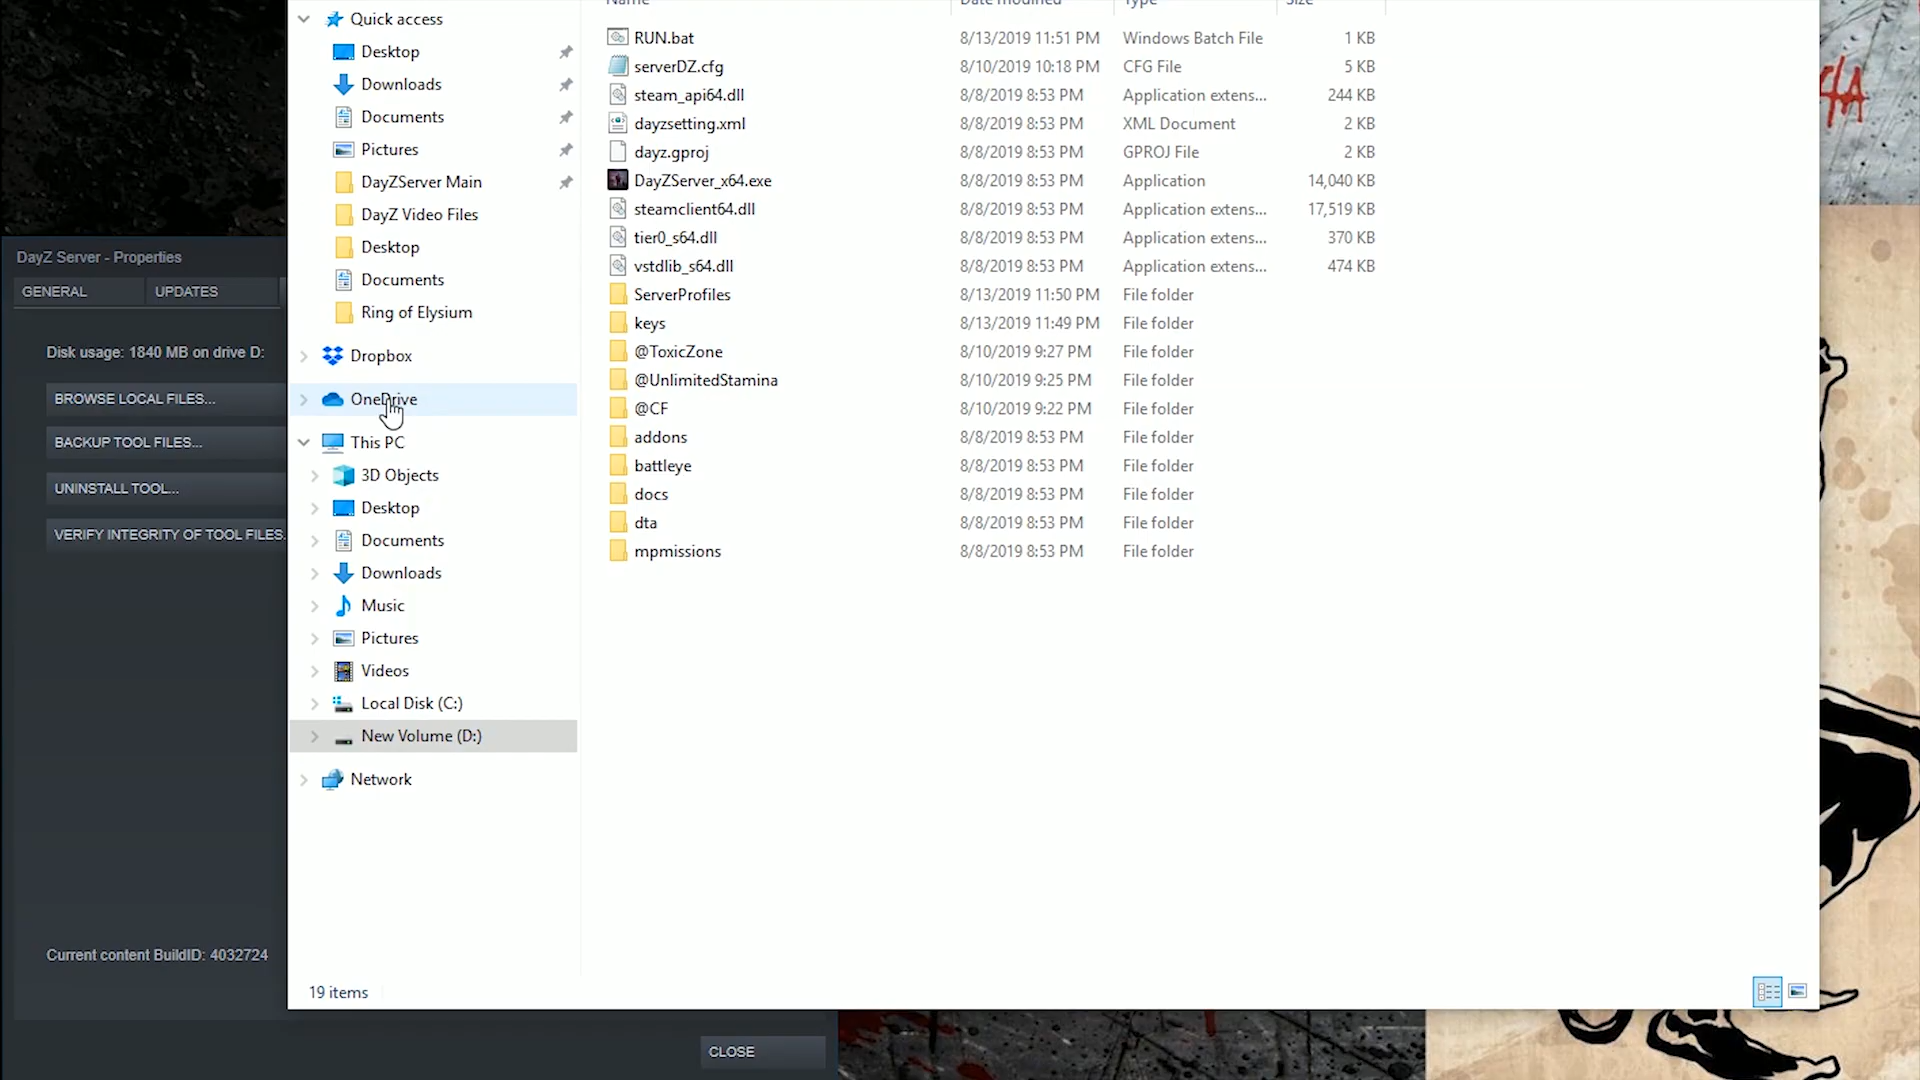 Name Date modified Type Size
Quick access
Desktop
Downloads
Documents
Pictures
DayZServer Main
DayZ Video Files
Desktop
Documents
Ring of Elysium
Dropbox
OneDrive
This PC
3D Objects
Desktop
Documents
Downloads
Music
Pictures
Videos
Local Disk (C:)
New Volume (D:)
Network
RUN.bat 8/13/2019 11:51 PM Windows Batch File 1 KB
serverDZ.cfg 8/10/2019 10:18 PM CFG File 5 KB
steam_api64.dll 8/8/2019 8:53 PM Application extens... 244 KB
dayzsetting.xml 8/8/2019 8:53 PM XML Document 2 KB
dayz.gproj 8/8/2019 8:53 PM GPROJ File 2 KB
DayZServer_x64.exe 8/8/2019 8:53 PM Application 14,040 KB
steamclient64.dll 8/8/2019 8:53 PM Application extens... 17,519 KB
tier0_s64.dll 8/8/2019 8:53 PM Application extens... 370 KB
vstdlib_s64.dll 8/8/2019 8:53 PM Application extens... 474 KB
ServerProfiles 8/13/2019 11:50 PM File folder
keys 8/13/2019 11:49 PM File folder
@ToxicZone 8/10/2019 9:27 PM File folder
@UnlimitedStamina 8/10/2019 9:25 PM File folder
@CF 8/10/2019 9:22 PM File folder
addons 8/8/2019 8:53 PM File folder
battleye 8/8/2019 8:53 PM File folder
docs 8/8/2019 8:53 PM File folder
dta 8/8/2019 8:53 PM File folder
mpmissions 8/8/2019 8:53 PM File folder
19 items
DayZ Server - Properties
GENERAL UPDATES
Disk usage: 1840 MB on drive D:
BROWSE LOCAL FILES...
BACKUP TOOL FILES...
UNINSTALL TOOL...
VERIFY INTEGRITY OF TOOL FILES.
Current content BuildID: 4032724
CLOSE